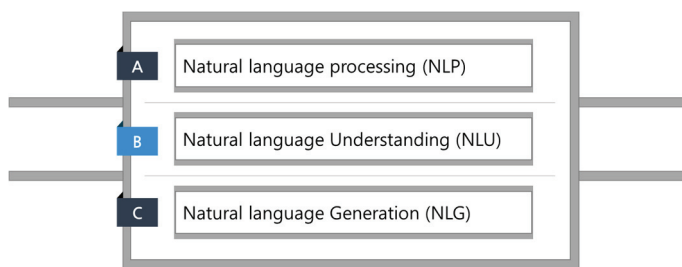 A Natural language processing (NLP)
B Natural language Understanding (NLU)
C Natural language Generation (NLG)